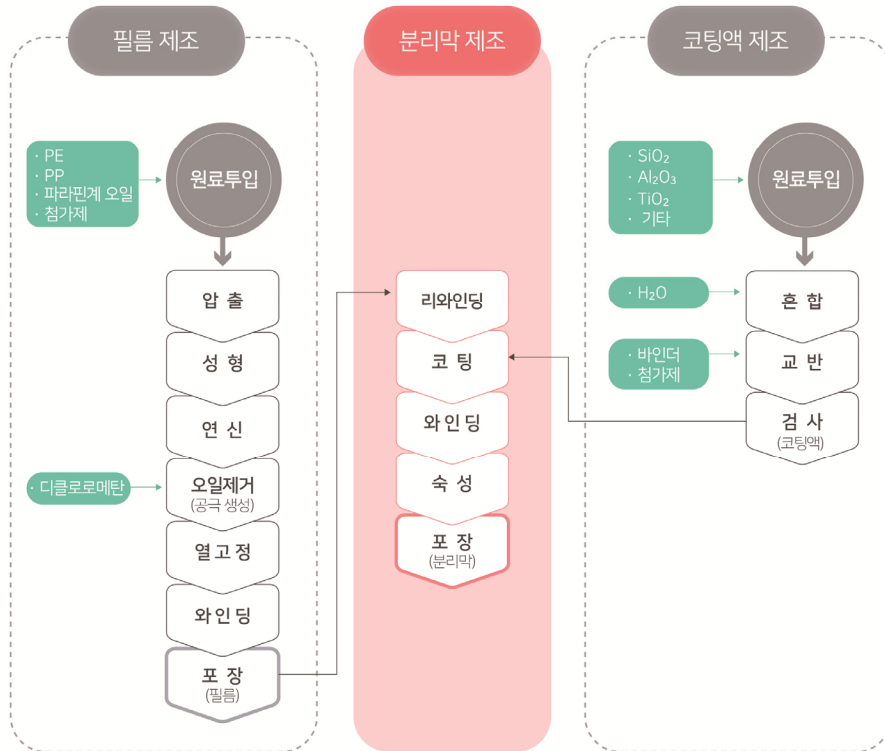 필름 제조
· PE
· PP
· 파라핀계 오일
· 첨가제
원료투입
압 출
성 형
연 신
· 디클로로메탄
오일제거
(공극 생성)
열 고 정
와 인 딩
포 장
(필름)
분리막 제조
리와인딩
코 팅
와 인 딩
숙 성
포 장
(분리막)
코팅액 제조
· SiO₂
· Al₂O₃
· TiO₂
· 기타
원료투입
· H₂O
혼 합
· 바인더
· 첨가제
교 반
검 사
(코팅액)